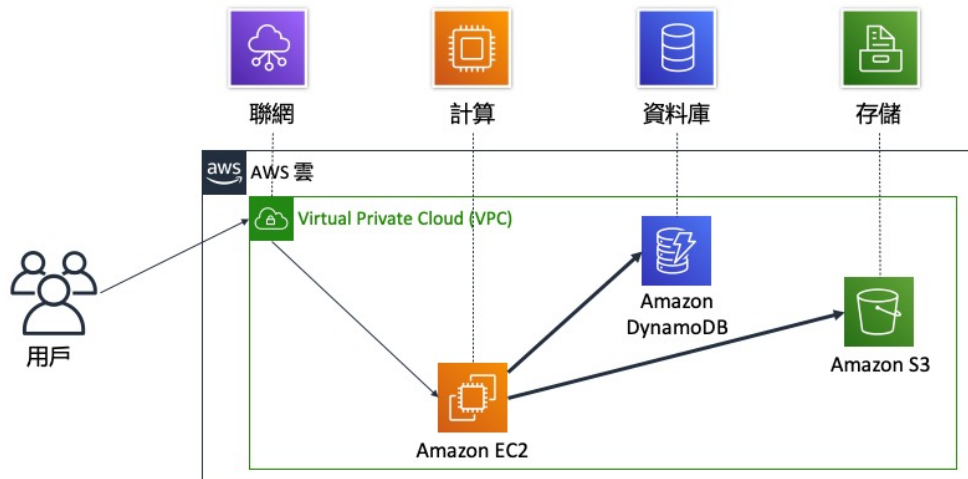 聯網
計算
資料庫
存儲
aws
AWS 雲
Virtual Private Cloud (VPC)
用戶
Amazon
DynamoDB
Amazon S3
Amazon EC2